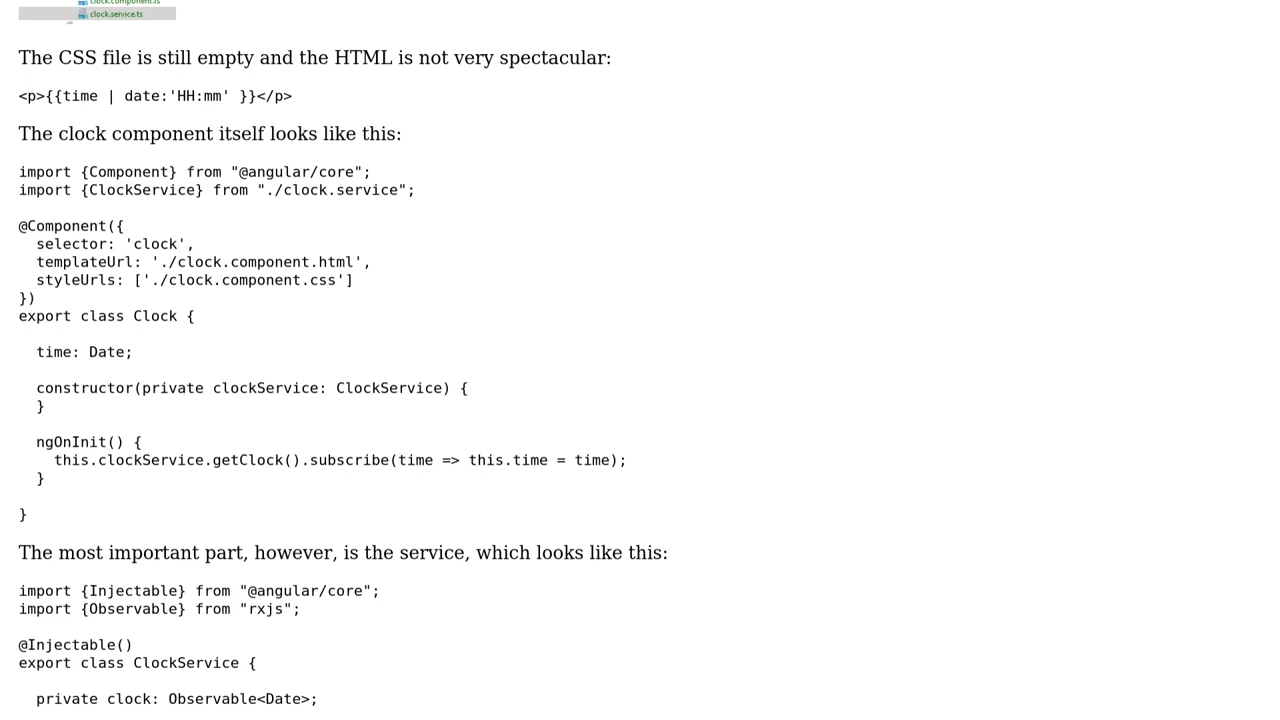 clock.component.ts
clock.service.ts
The CSS file is still empty and the HTML is not very spectacular:
<p>{{time | date:'HH:mm' }}</p>
The clock component itself looks like this:
import {Component} from "@angular/core";
import {ClockService} from "./clock.service";
@Component({
  selector: 'clock',
  templateUrl: './clock.component.html',
  styleUrls: ['./clock.component.css']
})
export class Clock {
  time: Date;
  constructor(private clockService: ClockService) {
  }
  ngOnInit() {
    this.clockService.getClock().subscribe(time => this.time = time);
  }
}
The most important part, however, is the service, which looks like this:
import {Injectable} from "@angular/core";
import {Observable} from "rxjs";
@Injectable()
export class ClockService {
  private clock: Observable<Date>;